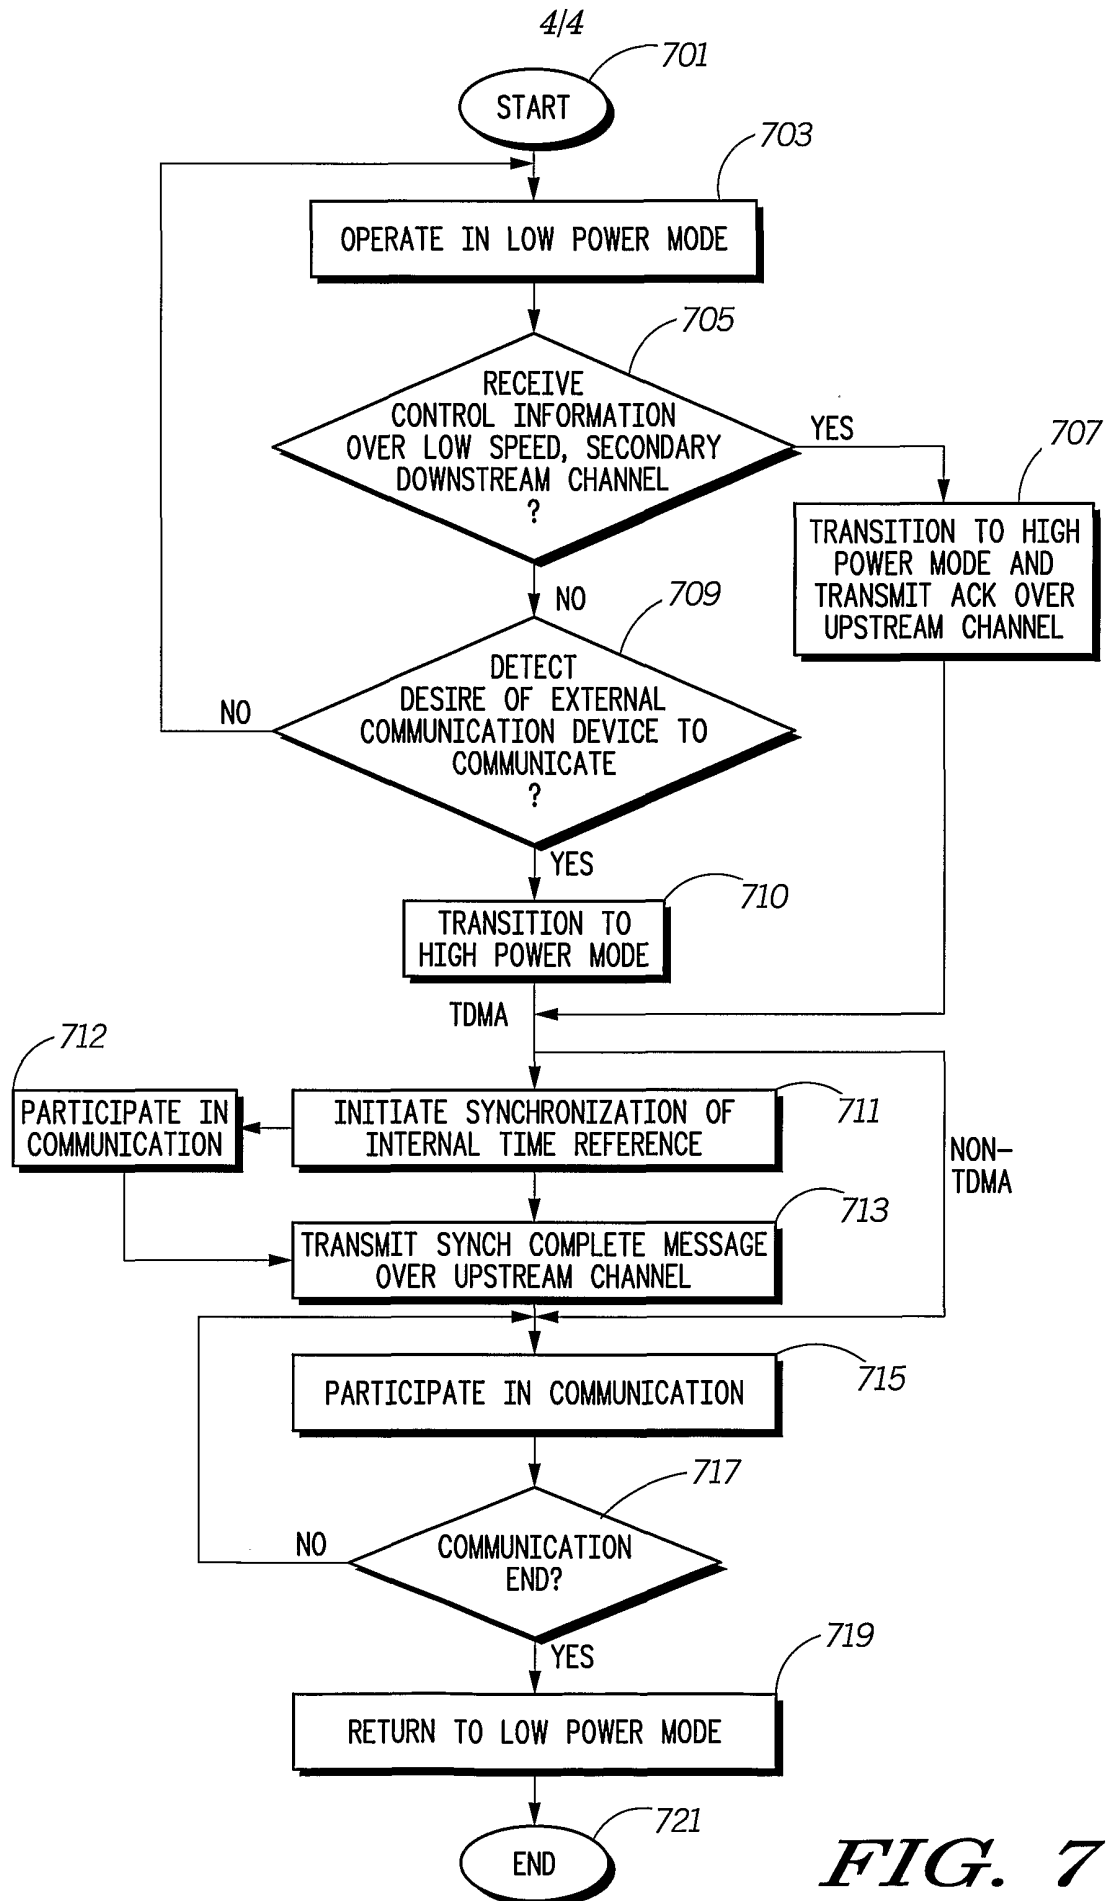 4/4
701
START
703
OPERATE IN LOW POWER MODE
705
RECEIVE
CONTROL INFORMATION
OVER LOW SPEED, SECONDARY
DOWNSTREAM CHANNEL
?
YES
707
TRANSITION TO HIGH
POWER MODE AND
TRANSMIT ACK OVER
UPSTREAM CHANNEL
NO
709
DETECT
DESIRE OF EXTERNAL
COMMUNICATION DEVICE TO
COMMUNICATE
?
NO
YES
710
TRANSITION TO
HIGH POWER MODE
TDMA
712
PARTICIPATE IN
COMMUNICATION
INITIATE SYNCHRONIZATION OF
INTERNAL TIME REFERENCE
711
NON-
TDMA
713
TRANSMIT SYNCH COMPLETE MESSAGE
OVER UPSTREAM CHANNEL
PARTICIPATE IN COMMUNICATION
715
717
NO
COMMUNICATION
END?
YES
719
RETURN TO LOW POWER MODE
721
END
FIG. 7